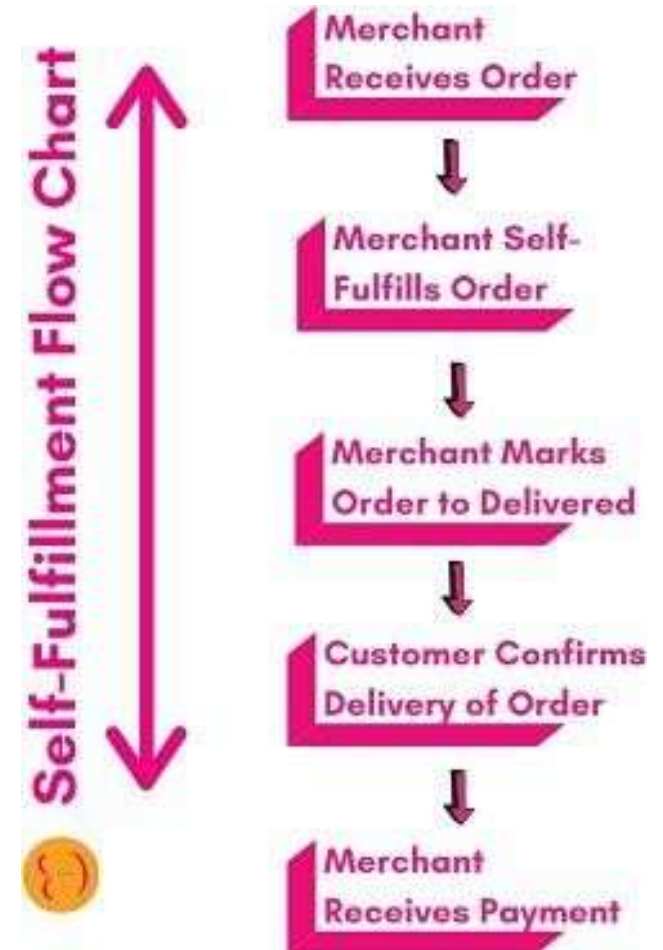 Self-Fulfillment Flow Chart
Merchant
Receives Order
Merchant Self-
Fulfills Order
Merchant Marks
Order to Delivered
Customer Confirms
Delivery of Order
Merchant
Receives Payment